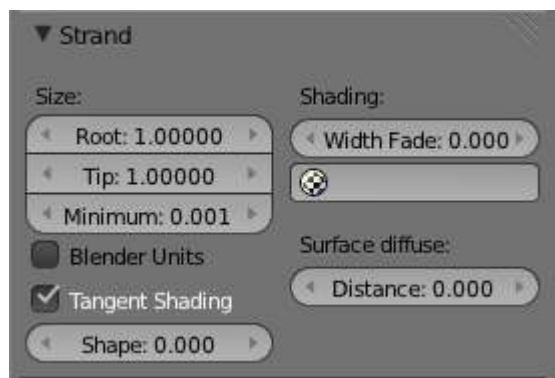 Strand
Size:
Shading:
Root: 1.00000
Width Fade: 0.000
Tip: 1.00000
Minimum: 0.001
Blender Units
Surface diffuse:
Tangent Shading
Distance: 0.000
Shape: 0.000